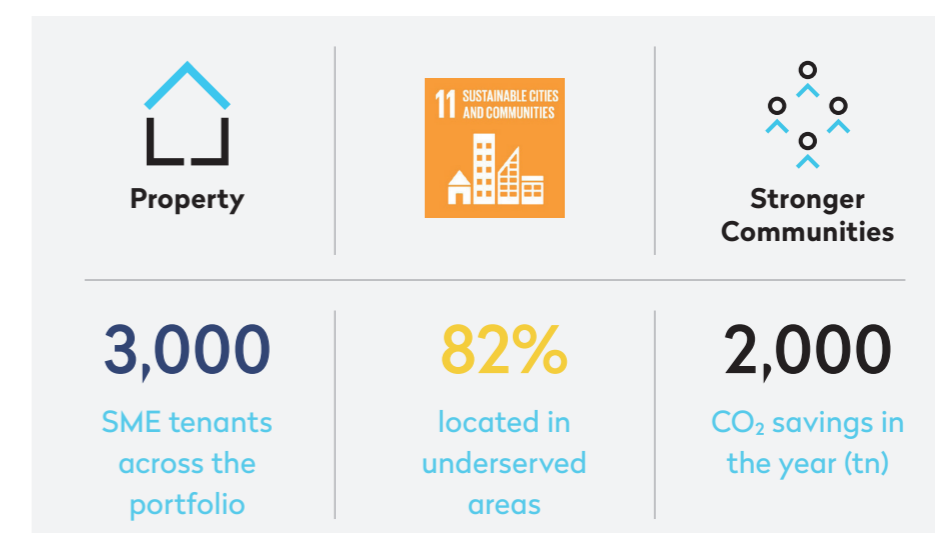 11 SUSTAINABLE CITIES
AND COMMUNITIES
Property
Stronger
Communities
3,000
SME tenants
across the
portfolio
82%
located in
underserved
areas
2,000
CO₂ savings in
the year (tn)